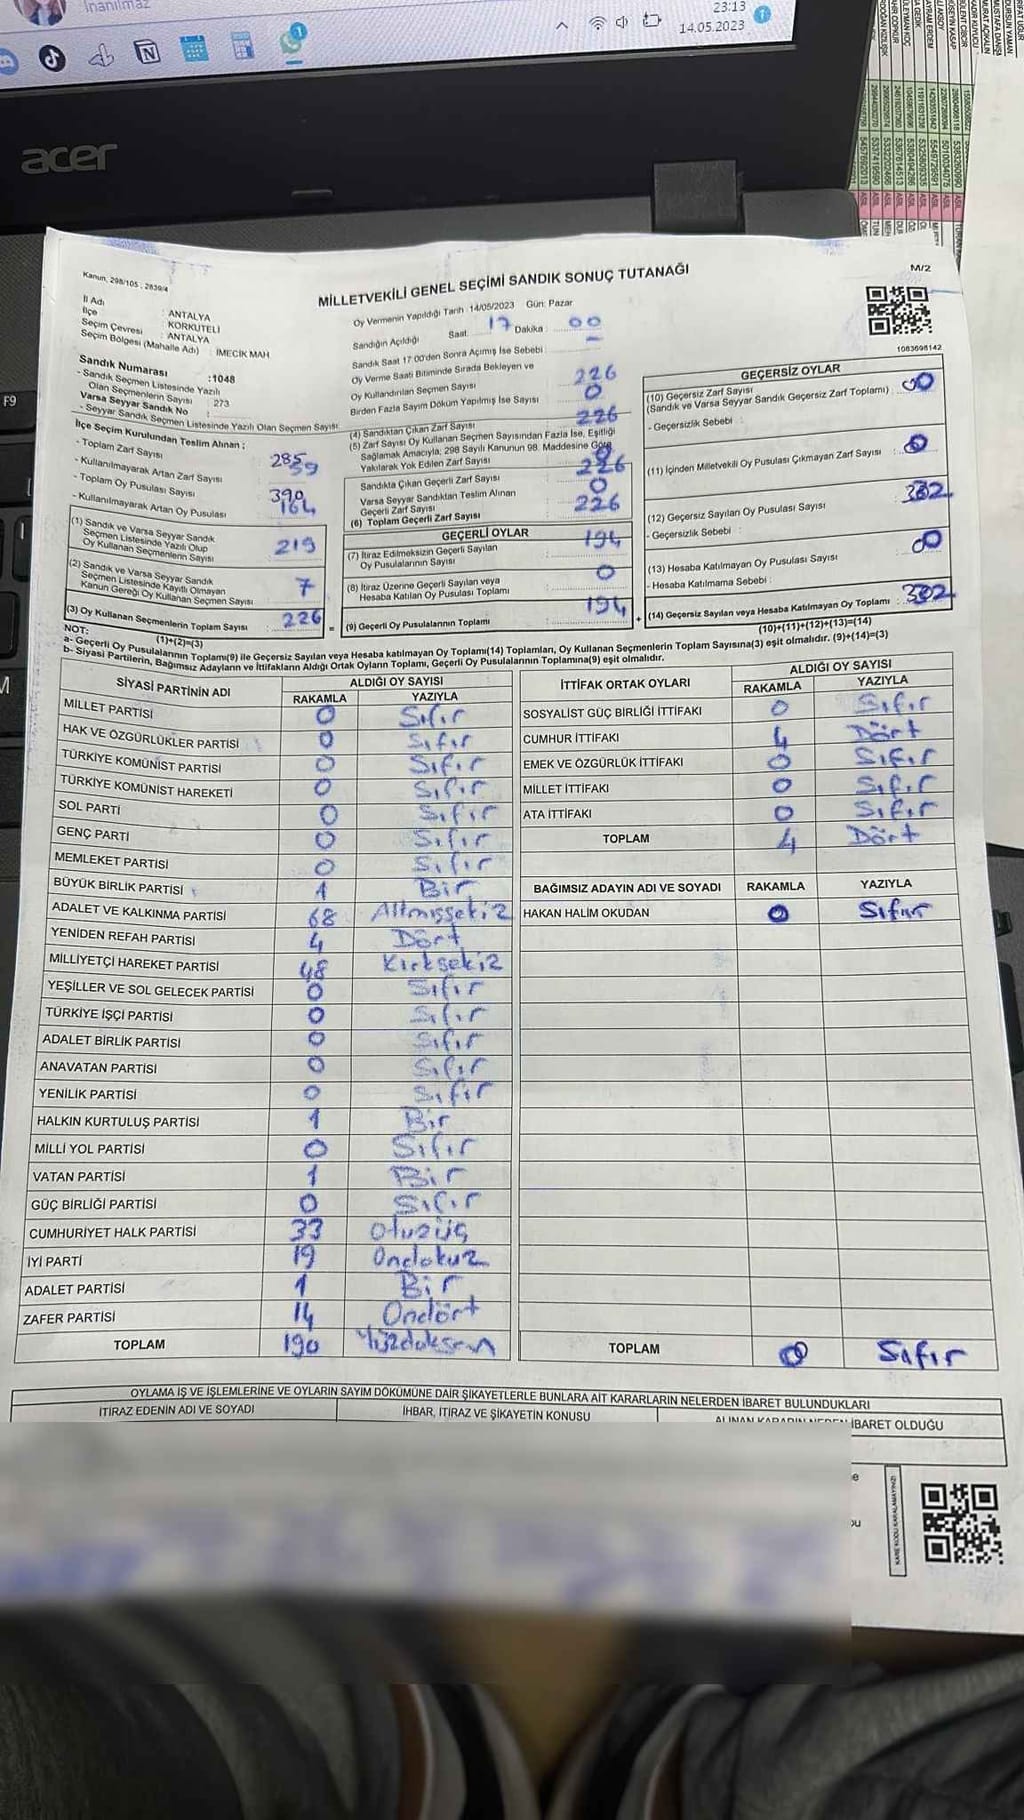 inanılmaz
23:13
14.05.2023
acer
F9
Kanun, 298/105 ; 2839/4
M/2
MİLLETVEKİLİ GENEL SEÇİMİ SANDIK SONUÇ TUTANAĞI
İl Adı : ANTALYA
İlçe : KORKUTELİ
Seçim Çevresi : ANTALYA
Seçim Bölgesi (Mahalle Adı) : İMECİK MAH
Sandık Numarası : 1048
- Sandık Seçmen Listesinde Yazılı
Olan Seçmenlerin Sayısı : 273
Varsa Seyyar Sandık No :
- Seyyar Sandık Seçmen Listesinde Yazılı Olan Seçmen Sayısı:
İlçe Seçim Kurulundan Teslim Alınan ;
- Toplam Zarf Sayısı 285
- Kullanılmayarak Artan Zarf Sayısı 59
- Toplam Oy Pusulası Sayısı 390
- Kullanılmayarak Artan Oy Pusulası 164
(1) Sandık ve Varsa Seyyar Sandık
Seçmen Listesinde Yazılı Olup
Oy Kullanan Seçmenlerin Sayısı 219
(2) Sandık ve Varsa Seyyar Sandık
Seçmen Listesinde Kayıtlı Olmayan
Kanun Gereği Oy Kullanan Seçmen Sayısı 7
(3) Oy Kullanan Seçmenlerin Toplam Sayısı 226
(1)+(2)=(3)
Oy Vermenin Yapıldığı Tarih 14/05/2023 Gün: Pazar
Sandığın Açıldığı Saat 17 Dakika : 00
Sandık Saat 17:00'den Sonra Açmış İse Sebebi : –
Oy Verme Saati Bitiminde Sırada Bekleyen ve
Oy Kullandırılan Seçmen Sayısı 226
Birden Fazla Sayım Döküm Yapılmış İse Sayısı 0
(4) Sandıktan Çıkan Zarf Sayısı 226
(5) Zarf Sayısı Oy Kullanan Seçmen Sayısından Fazla İse, Eşitliği
Sağlamak Amacıyla, 298 Sayılı Kanunun 98. Maddesine Göre
Yakılarak Yok Edilen Zarf Sayısı 0
Sandıkta Çıkan Geçerli Zarf Sayısı 226
Varsa Seyyar Sandıktan Teslim Alınan
Geçerli Zarf Sayısı 0
(6) Toplam Geçerli Zarf Sayısı 226
GEÇERLİ OYLAR
(7) İtiraz Edilmeksizin Geçerli Sayılan
Oy Pusulalarının Sayısı 194
(8) İtiraz Üzerine Geçerli Sayılan veya
Hesaba Katılan Oy Pusulası Toplamı 0
(9) Geçerli Oy Pusulalarının Toplamı 194
1083698142
GEÇERSİZ OYLAR
(10) Geçersiz Zarf Sayısı
(Sandık ve Varsa Seyyar Sandık Geçersiz Zarf Toplamı) 0
- Geçersizlik Sebebi :
(11) İçinden Milletvekili Oy Pusulası Çıkmayan Zarf Sayısı 0
(12) Geçersiz Sayılan Oy Pusulası Sayısı
- Geçersizlik Sebebi :
(13) Hesaba Katılmayan Oy Pusulası Sayısı 0
- Hesaba Katılmama Sebebi :
(14) Geçersiz Sayılan veya Hesaba Katılmayan Oy Toplamı
(10)+(11)+(12)+(13)=(14)
NOT:
a- Geçerli Oy Pusulalarının Toplamı(9) ile Geçersiz Sayılan veya Hesaba katılmayan Oy Toplamı(14) Toplamları, Oy Kullanan Seçmenlerin Toplam Sayısına(3) eşit olmalıdır. (9)+(14)=(3)
b- Siyasi Partilerin, Bağımsız Adayların ve İttifakların Aldığı Ortak Oyların Toplamı, Geçerli Oy Pusulalarının Toplamına(9) eşit olmalıdır.
SİYASİ PARTİNİN ADI ALDIĞI OY SAYISI
RAKAMLA YAZIYLA
MİLLET PARTİSİ 0 Sıfır
HAK VE ÖZGÜRLÜKLER PARTİSİ 0 Sıfır
TÜRKİYE KOMÜNİST PARTİSİ 0 Sıfır
TÜRKİYE KOMÜNİST HAREKETİ 0 Sıfır
SOL PARTİ 0 Sıfır
GENÇ PARTİ 0 Sıfır
MEMLEKET PARTİSİ 0 Sıfır
BÜYÜK BİRLİK PARTİSİ 1 Bir
ADALET VE KALKINMA PARTİSİ 68 Altmışsekiz
YENİDEN REFAH PARTİSİ 4 Dört
MİLLİYETÇİ HAREKET PARTİSİ 48 Kırksekiz
YEŞİLLER VE SOL GELECEK PARTİSİ 0 Sıfır
TÜRKİYE İŞÇİ PARTİSİ 0 Sıfır
ADALET BİRLİK PARTİSİ 0 Sıfır
ANAVATAN PARTİSİ 0 Sıfır
YENİLİK PARTİSİ 0 Sıfır
HALKIN KURTULUŞ PARTİSİ 1 Bir
MİLLİ YOL PARTİSİ 0 Sıfır
VATAN PARTİSİ 1 Bir
GÜÇ BİRLİĞİ PARTİSİ 0 Sıfır
CUMHURİYET HALK PARTİSİ 33 Otuzüç
İYİ PARTİ 19 Ondokuz
ADALET PARTİSİ 1 Bir
ZAFER PARTİSİ 14 Ondört
TOPLAM 190 Yüzdoksan
İTTİFAK ORTAK OYLARI ALDIĞI OY SAYISI
RAKAMLA YAZIYLA
SOSYALİST GÜÇ BİRLİĞİ İTTİFAKI 0 Sıfır
CUMHUR İTTİFAKI 4 Dört
EMEK VE ÖZGÜRLÜK İTTİFAKI 0 Sıfır
MİLLET İTTİFAKI 0 Sıfır
ATA İTTİFAKI 0 Sıfır
TOPLAM 4 Dört
BAĞIMSIZ ADAYIN ADI VE SOYADI RAKAMLA YAZIYLA
HAKAN HALİM OKUDAN 0 Sıfır
TOPLAM 0 Sıfır
OYLAMA İŞ VE İŞLEMLERİNE VE OYLARIN SAYIM DÖKÜMÜNE DAİR ŞİKAYETLERLE BUNLARA AİT KARARLARIN NELERDEN İBARET BULUNDUKLARI
İTİRAZ EDENİN ADI VE SOYADI İHBAR, İTİRAZ VE ŞİKAYETİN KONUSU ALINAN KARARIN NEDEN İBARET OLDUĞU
KARE KODU KARALAMAYINIZ!